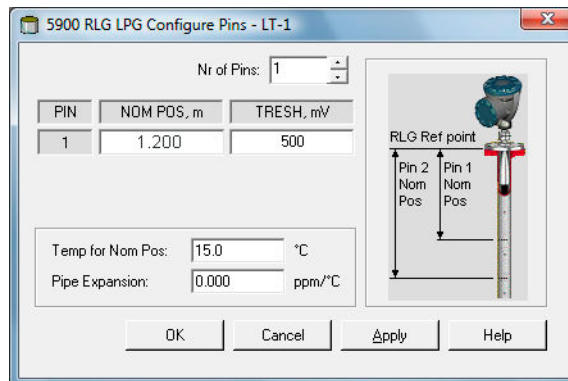 5900 RLG LPG Configure Pins - LT-1
Nr of Pins: 1
PIN NOM POS, m TRESH, mV
1 1.200 500
RLG Ref point
Pin 2 Nom Pos
Pin 1 Nom Pos
Temp for Nom Pos: 15.0 °C
Pipe Expansion: 0.000 ppm/°C
OK Cancel Apply Help